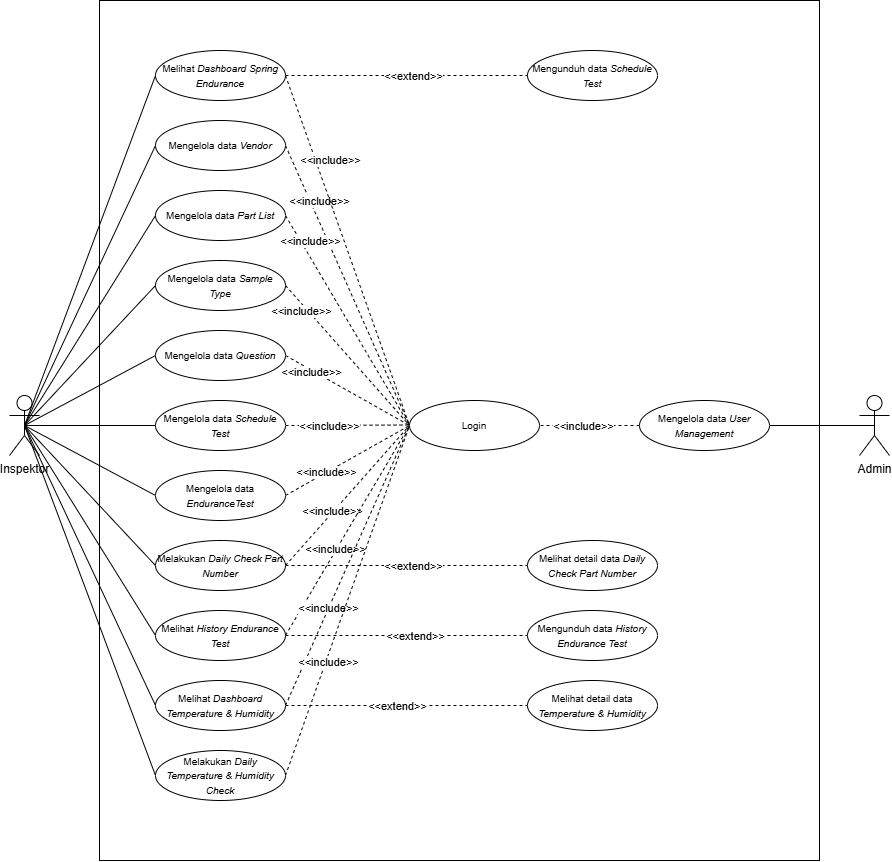 Melihat Dashboard Spring
Endurance
<<extend>>
Mengunduh data Schedule
Test
Mengelola data Vendor
<<include>>
<<include>>
Mengelola data Part List
<<include>>
Mengelola data Sample
Type
<<include>>
Mengelola data Question
<<include>>
Mengelola data Schedule
Test
<<include>>
Login
<<include>>
Mengelola data User
Management
Inspektor
Admin
<<include>>
Mengelola data
EnduranceTest
<<include>>
<<include>>
Melakukan Daily Check Part
Number
<<extend>>
Melihat detail data Daily
Check Part Number
<<include>>
Melihat History Endurance
Test
<<extend>>
Mengunduh data History
Endurance Test
<<include>>
Melihat Dashboard
Temperature & Humidity
<<extend>>
Melihat detail data
Temperature & Humidity
Melakukan Daily
Temperature & Humidity
Check